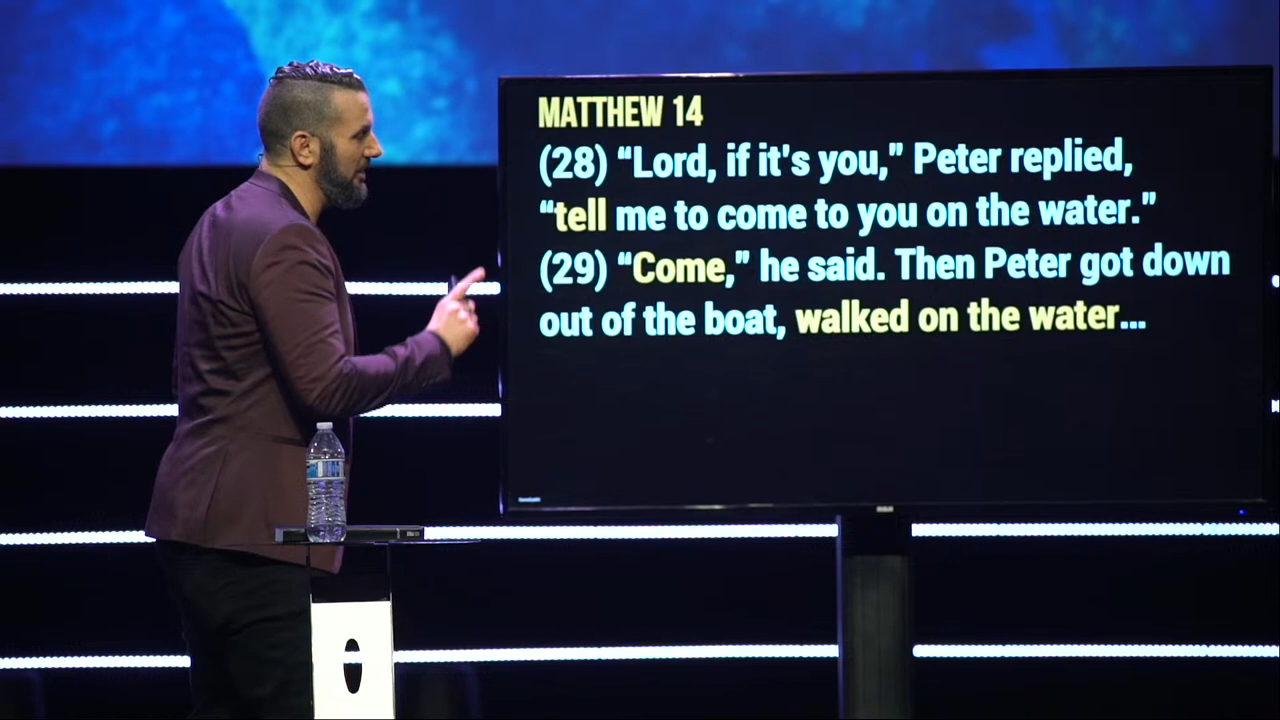 MATTHEW 14
(28) “Lord, if it's you,” Peter replied,
“tell me to come to you on the water.”
(29) “Come,” he said. Then Peter got down
out of the boat, walked on the water...